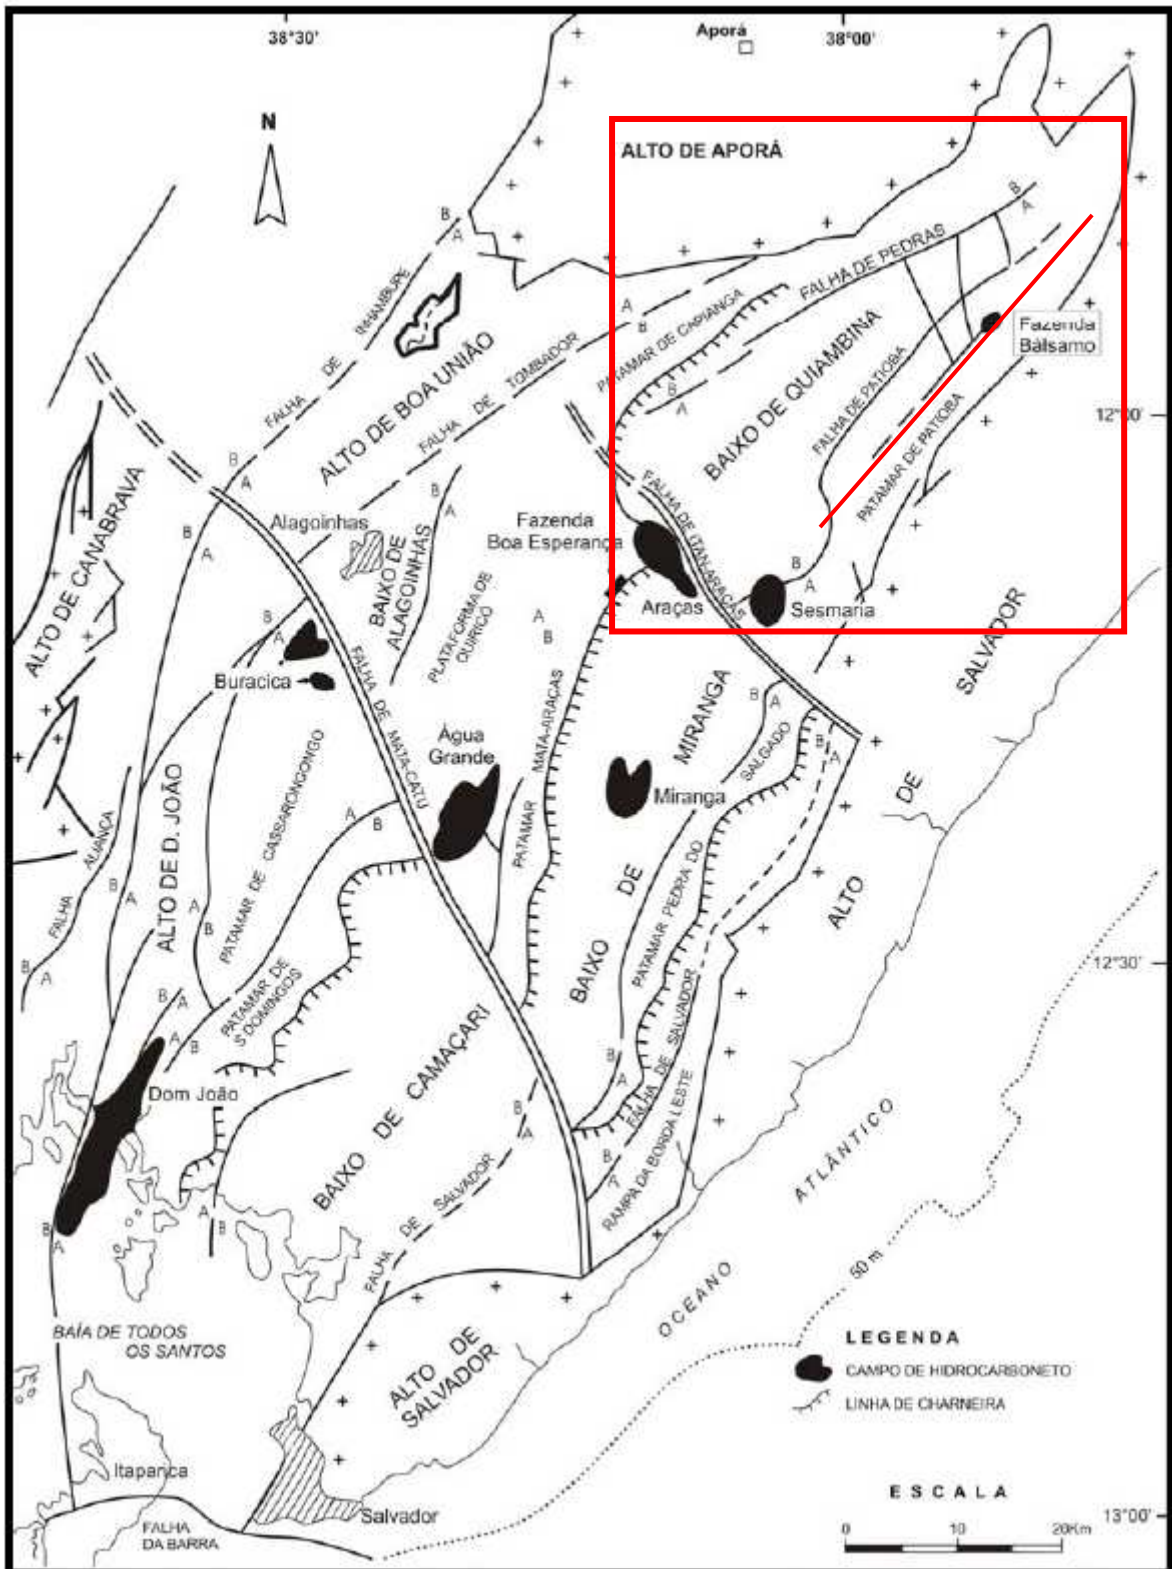 38°30'
Aporá
38°00'
N
ALTO DE APORÁ
B
A
B
A
FALHA DE PEDRAS
FALHA DE INHAMBUPE
A
B
PATAMAR DE CAPIANGA
Fazenda
Bálsamo
ALTO DE BOA UNIÃO
FALHA DE TOMBADOR
B
A
BAIXO DE QUIAMBINA
FALHA DE PATIOBA
PATAMAR DE PATIOBA
12°00'
B
A
B
A
ALTO DE CANABRAVA
B
A
Alagoinhas
BAIXO DE
ALAGOINHAS
Fazenda
Boa Esperança
FALHA DE ITAN-ARAÇAS
B
A
Araças
Sesmaria
PLATAFORMA DE
QUIRICÓ
A
B
B
A
Buracica
FALHA DE MATA-CATU
Água
Grande
PATAMAR MATA-ARAÇAS
BAIXO DE MIRANGA
Miranga
B
A
SALGADO
B
A
ALTO DE SALVADOR
FALHA ALIANÇA
ALTO DE D. JOÃO
PATAMAR DE CASSARONGONGO
A
B
B
A
B
A
PATAMAR PEDRA DO
12°30'
B
A
B
A
PATAMAR DE
S DOMINGOS
A
B
FALHA DE SALVADOR
BAIXO DE CAMAÇARI
Dom João
B
A
B
A
RAMPA DA BORDA LESTE
B
A
FALHA DE SALVADOR
A
B
B
A
OCEANO ATLÂNTICO
50 m
BAÍA DE TODOS
OS SANTOS
ALTO DE
SALVADOR
LEGENDA
CAMPO DE HIDROCARBONETO
LINHA DE CHARNEIRA
Itaparica
Salvador
FALHA
DA BARRA
ESCALA
0 10 20Km
13°00'